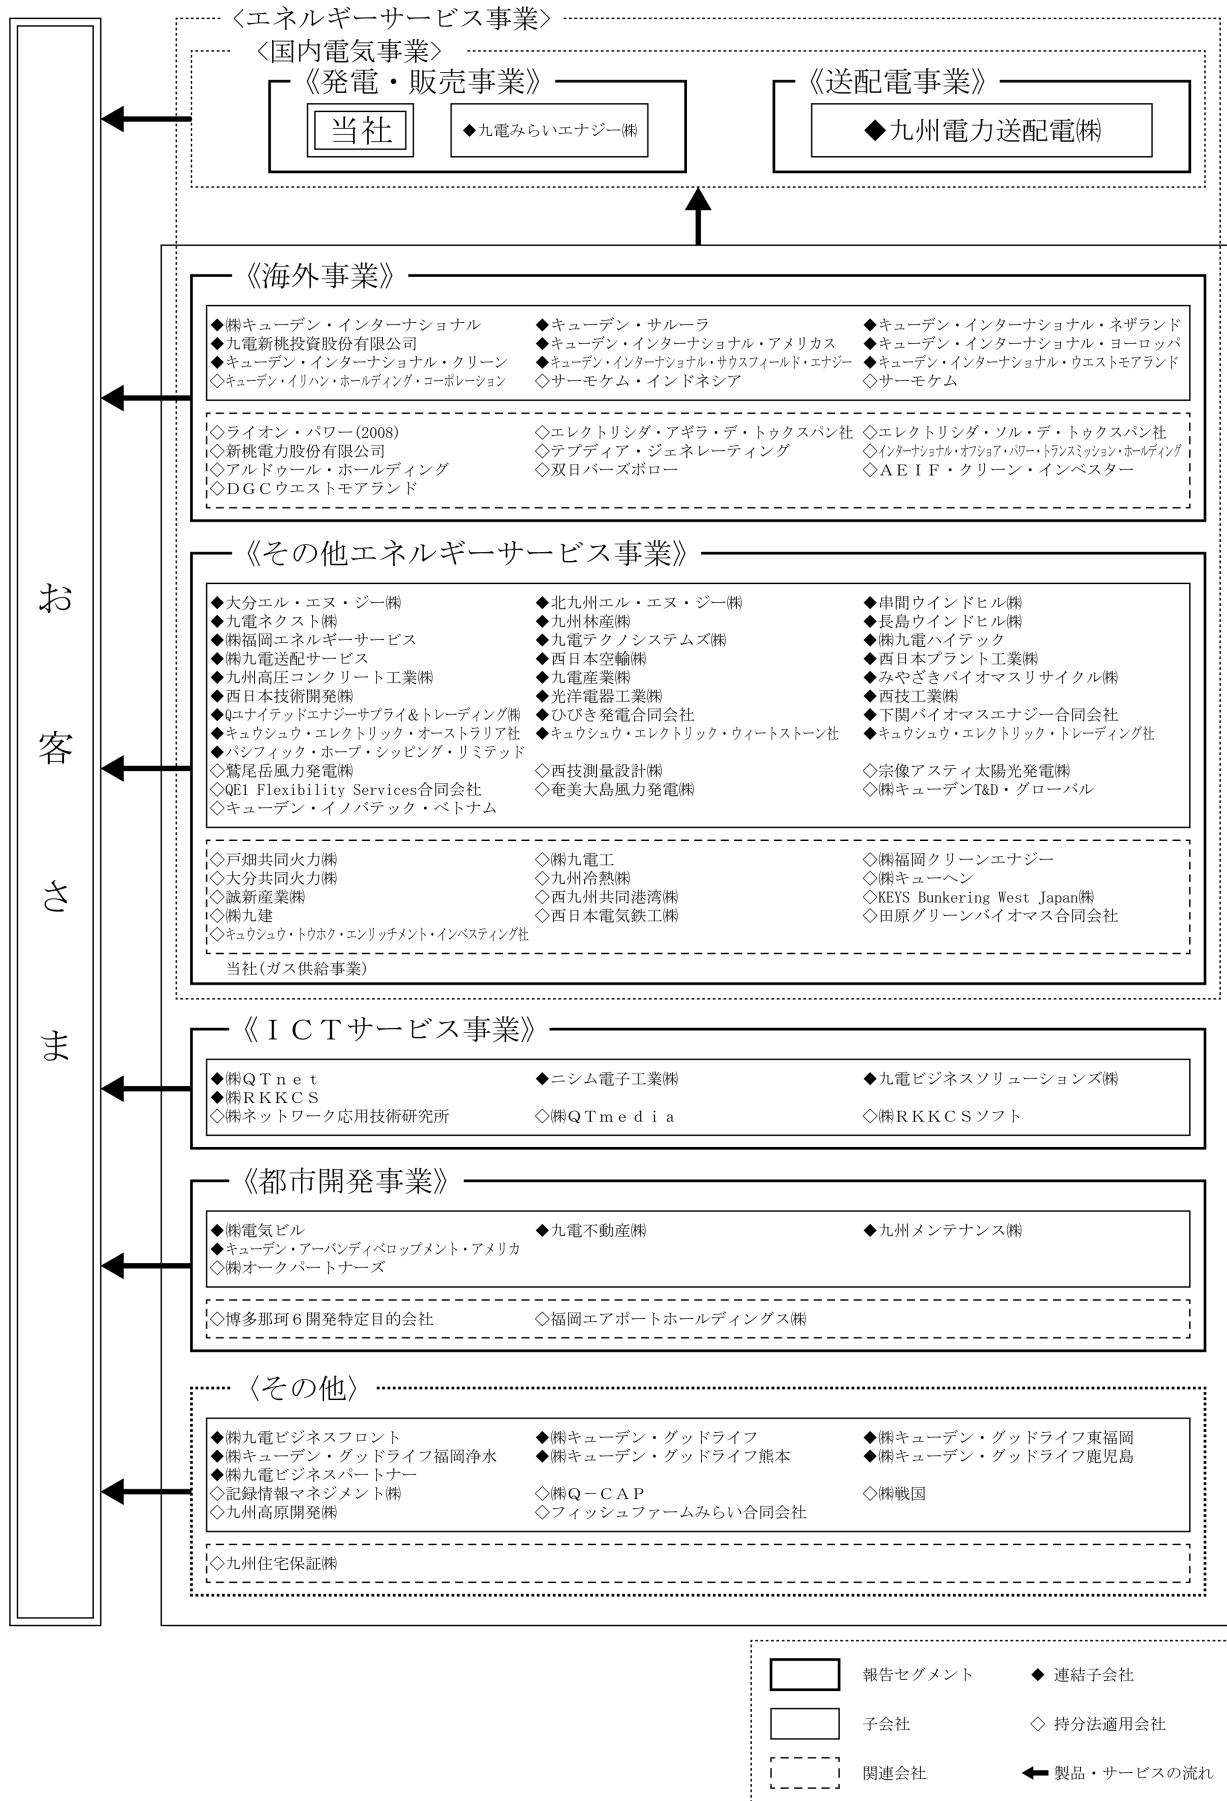 〈エネルギーサービス事業〉
〈国内電気事業〉
《発電・販売事業》
《送配電事業》
当社
◆九電みらいエナジー㈱
◆九州電力送配電㈱
お客さま
《海外事業》
◆㈱キューデン・インターナショナル ◆キューデン・サルーラ ◆キューデン・インターナショナル・ネザランド
◆九電新桃投資股份有限公司 ◆キューデン・インターナショナル・アメリカス ◆キューデン・インターナショナル・ヨーロッパ
◆キューデン・インターナショナル・クリーン ◆キューデン・インターナショナル・サウスフィールド・エナジー ◆キューデン・インターナショナル・ウエストモアランド
◇キューデン・イリハン・ホールディング・コーポレーション ◇サーモケム・インドネシア ◇サーモケム
◇ライオン・パワー(2008) ◇エレクトリシダ・アギラ・デ・トゥクスパン社 ◇エレクトリシダ・ソル・デ・トゥクスパン社
◇新桃電力股份有限公司 ◇テプディア・ジェネレーティング ◇インターナショナル・オフショア・パワー・トランスミッション・ホールディング
◇アルドゥール・ホールディング ◇双日バーズボロー ◇ＡＥＩＦ・クリーン・インベスター
◇ＤＧＣウエストモアランド
《その他エネルギーサービス事業》
◆大分エル・エヌ・ジー㈱ ◆北九州エル・エヌ・ジー㈱ ◆串間ウインドヒル㈱
◆九電ネクスト㈱ ◆九州林産㈱ ◆長島ウインドヒル㈱
◆㈱福岡エネルギーサービス ◆九電テクノシステムズ㈱ ◆㈱九電ハイテック
◆㈱九電送配サービス ◆西日本空輸㈱ ◆西日本プラント工業㈱
◆九州高圧コンクリート工業㈱ ◆九電産業㈱ ◆みやざきバイオマスリサイクル㈱
◆西日本技術開発㈱ ◆光洋電器工業㈱ ◆西技工業㈱
◆Qユナイテッドエナジーサプライ＆トレーディング㈱ ◆ひびき発電合同会社 ◆下関バイオマスエナジー合同会社
◆キュウシュウ・エレクトリック・オーストラリア社 ◆キュウシュウ・エレクトリック・ウィートストーン社 ◆キュウシュウ・エレクトリック・トレーディング社
◆パシフィック・ホープ・シッピング・リミテッド
◇鷲尾岳風力発電㈱ ◇西技測量設計㈱ ◇宗像アスティ太陽光発電㈱
◇QE1 Flexibility Services合同会社 ◇奄美大島風力発電㈱ ◇㈱キューデンT&D・グローバル
◇キューデン・イノバテック・ベトナム
◇戸畑共同火力㈱ ◇㈱九電工 ◇㈱福岡クリーンエナジー
◇大分共同火力㈱ ◇九州冷熱㈱ ◇㈱キューヘン
◇誠新産業㈱ ◇西九州共同港湾㈱ ◇KEYS Bunkering West Japan㈱
◇㈱九建 ◇西日本電気鉄工㈱ ◇田原グリーンバイオマス合同会社
◇キュウシュウ・トウホク・エンリッチメント・インベスティング社
当社(ガス供給事業)
《ＩＣＴサービス事業》
◆㈱ＱＴｎｅｔ ◆ニシム電子工業㈱ ◆九電ビジネスソリューションズ㈱
◆㈱ＲＫＫＣＳ
◇㈱ネットワーク応用技術研究所 ◇㈱ＱＴｍｅｄｉａ ◇㈱ＲＫＫＣＳソフト
《都市開発事業》
◆㈱電気ビル ◆九電不動産㈱ ◆九州メンテナンス㈱
◆キューデン・アーバンディベロップメント・アメリカ
◇㈱オークパートナーズ
◇博多那珂６開発特定目的会社 ◇福岡エアポートホールディングス㈱
〈その他〉
◆㈱九電ビジネスフロント ◆㈱キューデン・グッドライフ ◆㈱キューデン・グッドライフ東福岡
◆㈱キューデン・グッドライフ福岡浄水 ◆㈱キューデン・グッドライフ熊本 ◆㈱キューデン・グッドライフ鹿児島
◆㈱九電ビジネスパートナー
◇記録情報マネジメント㈱ ◇㈱Ｑ－ＣＡＰ ◇㈱戦国
◇九州高原開発㈱ ◇フィッシュファームみらい合同会社
◇九州住宅保証㈱
報告セグメント ◆ 連結子会社
子会社 ◇ 持分法適用会社
関連会社 製品・サービスの流れ